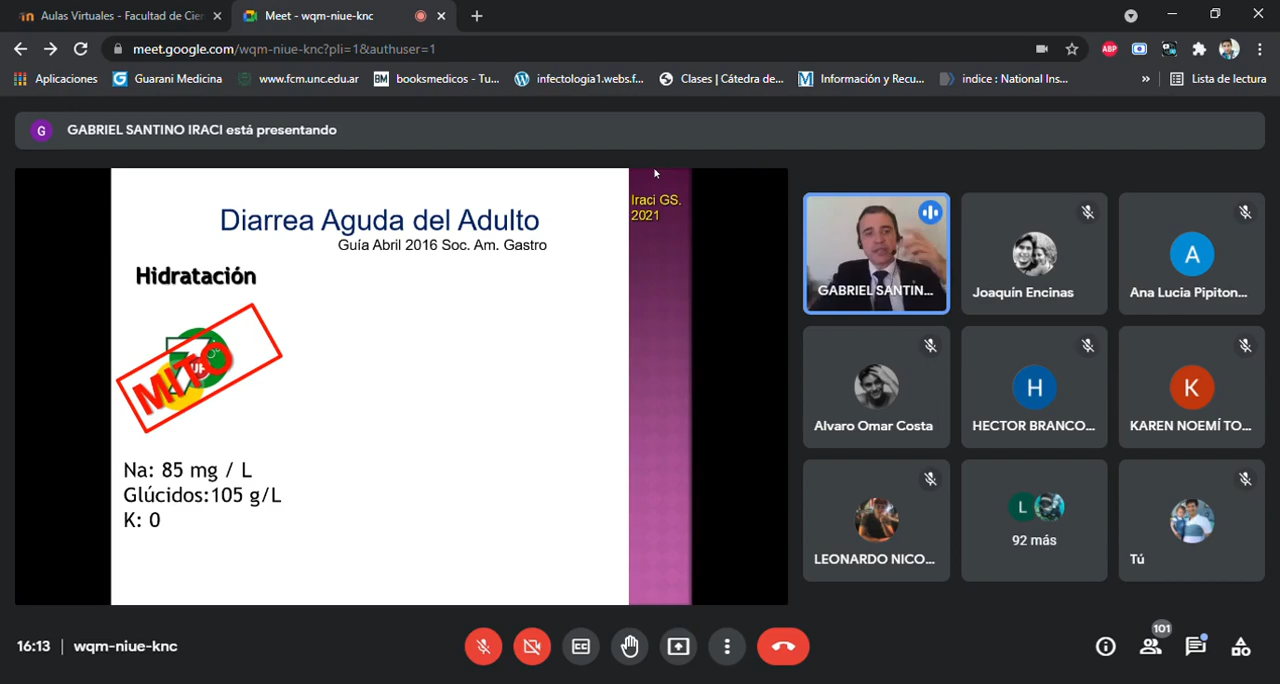 Aulas Virtuales - Facultad de Cier
Meet - wqm-niue-knc
meet.google.com/wqm-niue-knc?pli=1&authuser=1
ABP
Aplicaciones
Guarani Medicina
www.fcm.unc.edu.ar
BM
booksmedicos - Tu...
infectologia1.webs.f...
Clases | Cátedra de...
Información y Recu...
indice : National Ins...
»
Lista de lectura
G
GABRIEL SANTINO IRACI está presentando
Diarrea Aguda del Adulto
Guía Abril 2016 Soc. Am. Gastro
Iraci GS.
2021
Hidratación
MITO
UP
Na: 85 mg / L
Glúcidos:105 g/L
K: 0
GABRIEL SANTIN...
Joaquín Encinas
A
Ana Lucia Pipiton...
Alvaro Omar Costa
H
HECTOR BRANCO...
K
KAREN NOEMÍ TO...
LEONARDO NICO...
L
92 más
Tú
16:13 | wqm-niue-knc
101